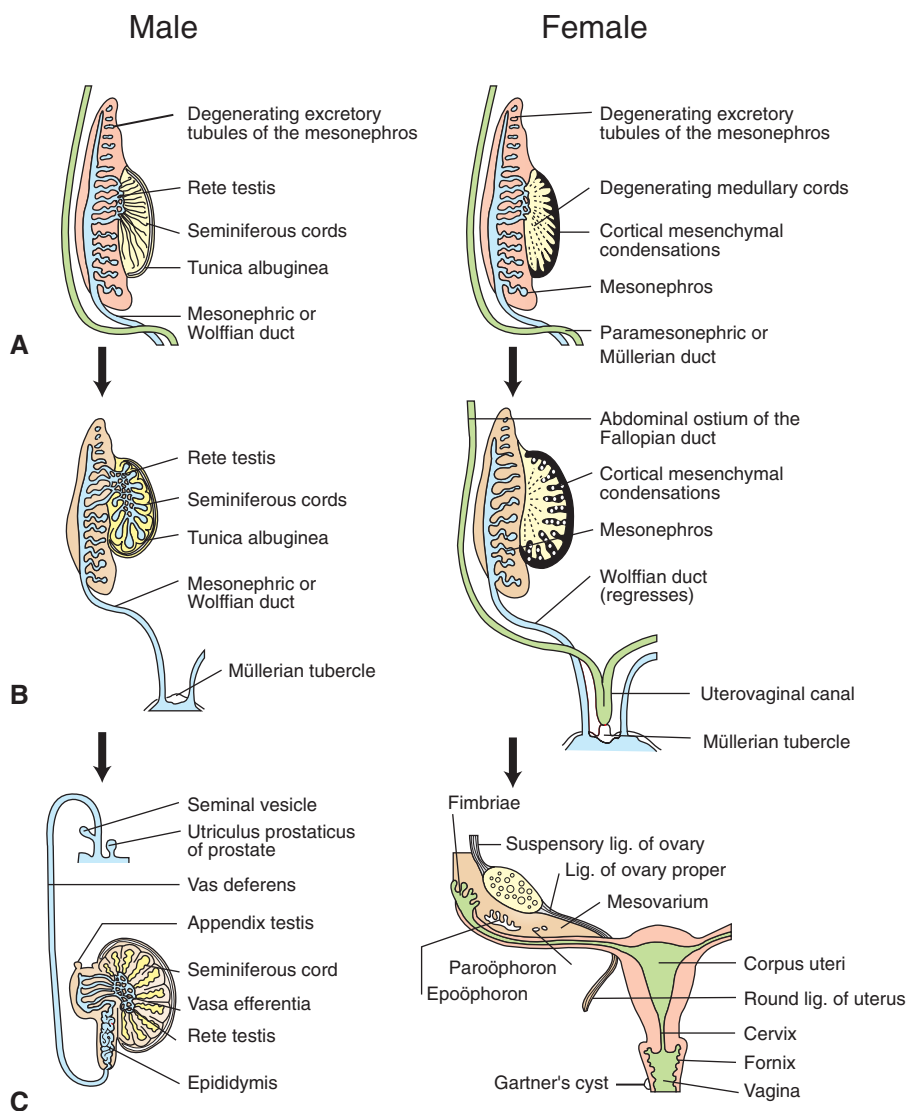 Male
Female
Degenerating excretory
tubules of the mesonephros
Rete testis
Seminiferous cords
Tunica albuginea
Mesonephric or
Wolffian duct
A
Degenerating excretory
tubules of the mesonephros
Degenerating medullary cords
Cortical mesenchymal
condensations
Mesonephros
Paramesonephric or
Müllerian duct
Rete testis
Seminiferous cords
Tunica albuginea
Mesonephric or
Wolffian duct
Müllerian tubercle
B
Abdominal ostium of the
Fallopian duct
Cortical mesenchymal
condensations
Mesonephros
Wolffian duct
(regresses)
Uterovaginal canal
Müllerian tubercle
Seminal vesicle
Utriculus prostaticus
of prostate
Vas deferens
Appendix testis
Seminiferous cord
Vasa efferentia
Rete testis
Epididymis
C
Fimbriae
Suspensory lig. of ovary
Lig. of ovary proper
Mesovarium
Paroöphoron
Epoöphoron
Corpus uteri
Round lig. of uterus
Cervix
Fornix
Gartner's cyst
Vagina